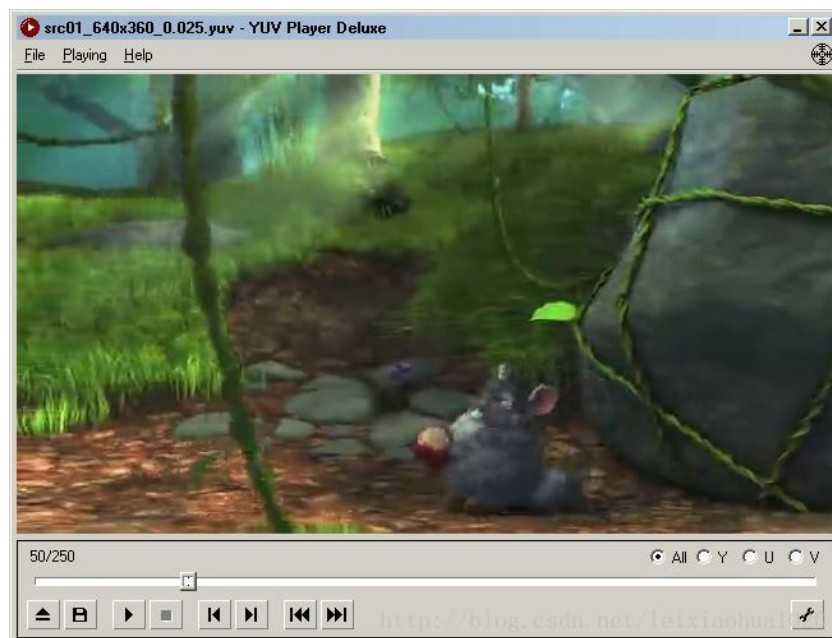 src01_640x360_0.025.yuv - YUV Player Deluxe
File Playing Help
50/250
All Y U V
http://blog.csdn.net/leixiaohua1020